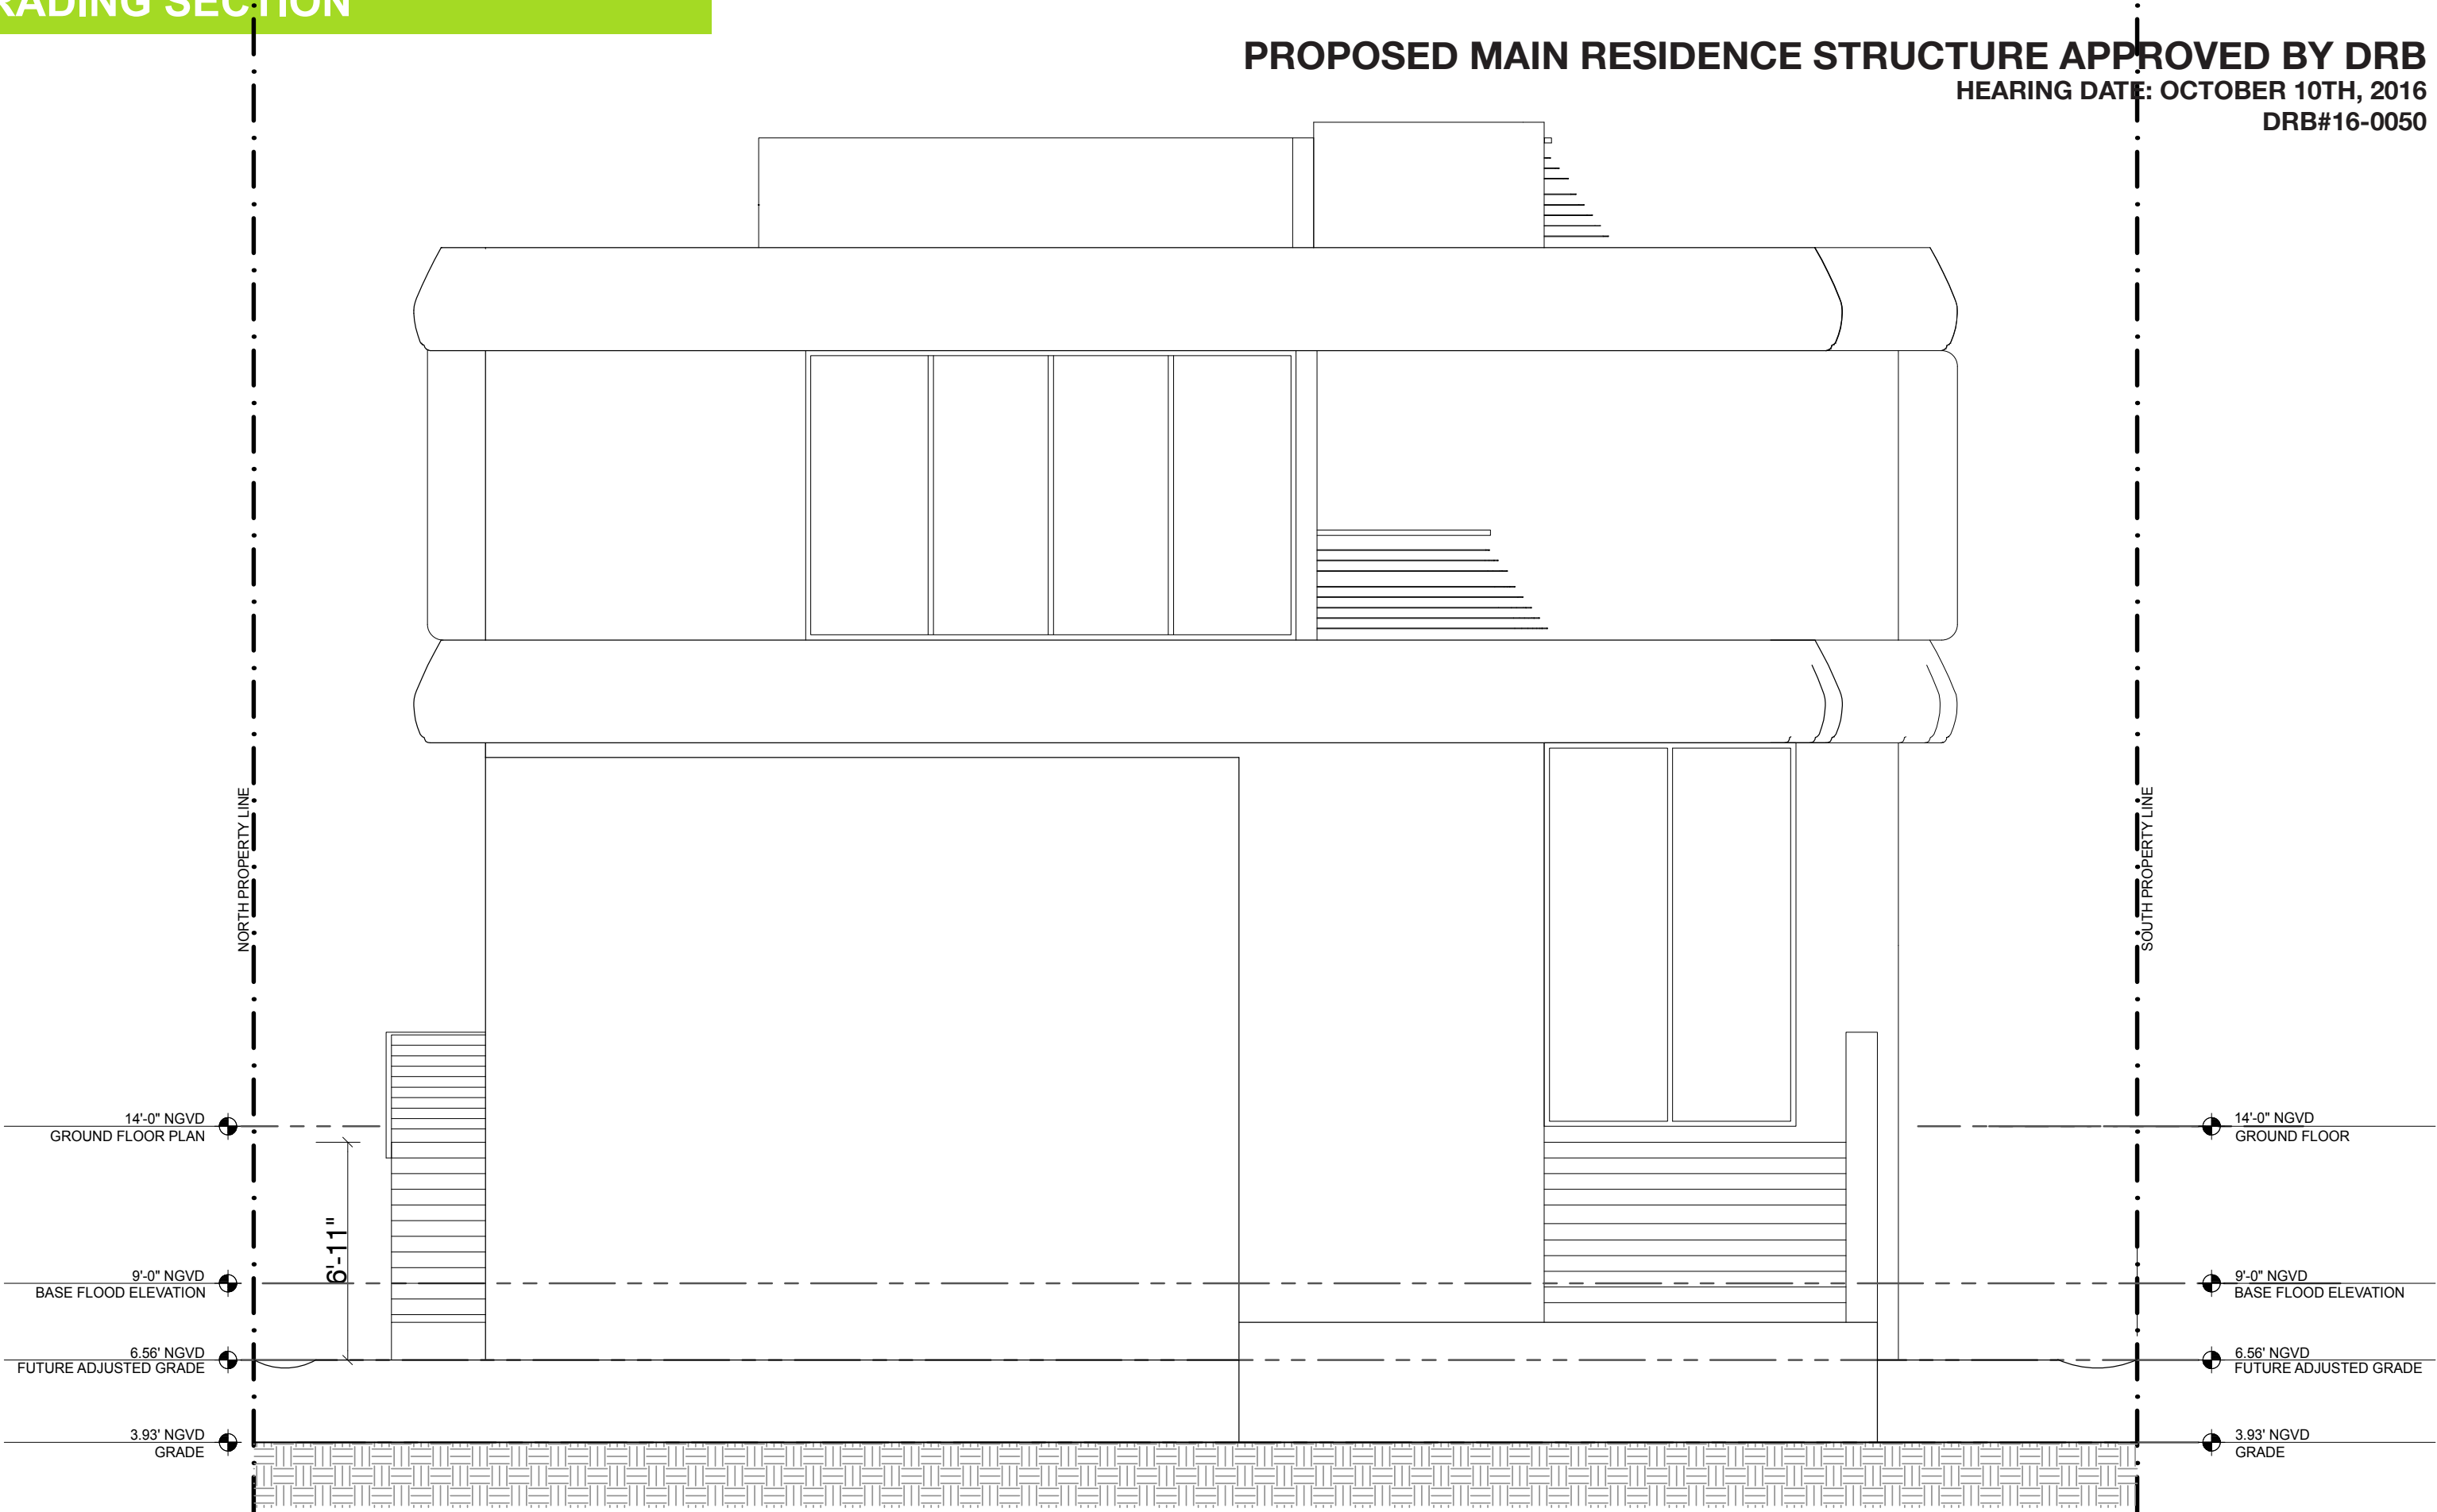 RADING SECTION
PROPOSED MAIN RESIDENCE STRUCTURE APPROVED BY DRB
HEARING DATE: OCTOBER 10TH, 2016
DRB#16-0050
NORTH PROPERTY LINE
SOUTH PROPERTY LINE
14'-0" NGVD
GROUND FLOOR PLAN
6'-11"
9'-0" NGVD
BASE FLOOD ELEVATION
6.56' NGVD
FUTURE ADJUSTED GRADE
3.93' NGVD
GRADE
14'-0" NGVD
GROUND FLOOR
9'-0" NGVD
BASE FLOOD ELEVATION
6.56' NGVD
FUTURE ADJUSTED GRADE
3.93' NGVD
GRADE